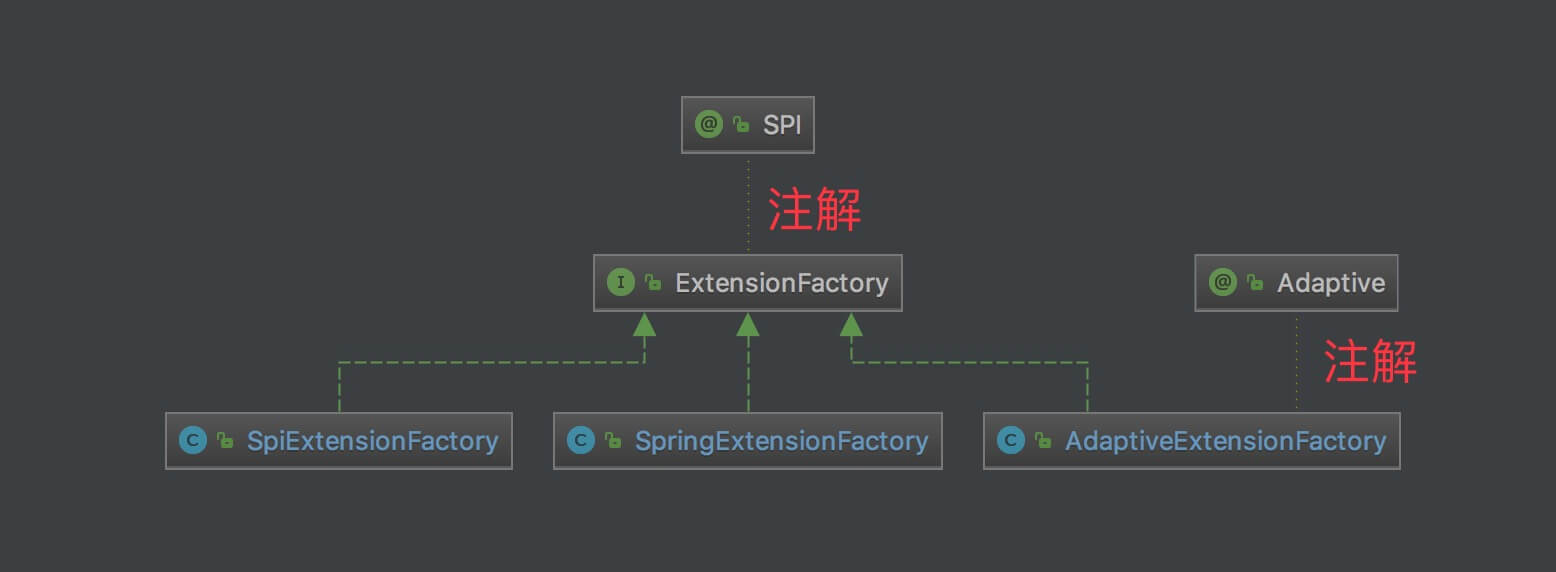 @ SPI
注解
I ExtensionFactory
@ Adaptive
注解
C SpiExtensionFactory
C SpringExtensionFactory
C AdaptiveExtensionFactory